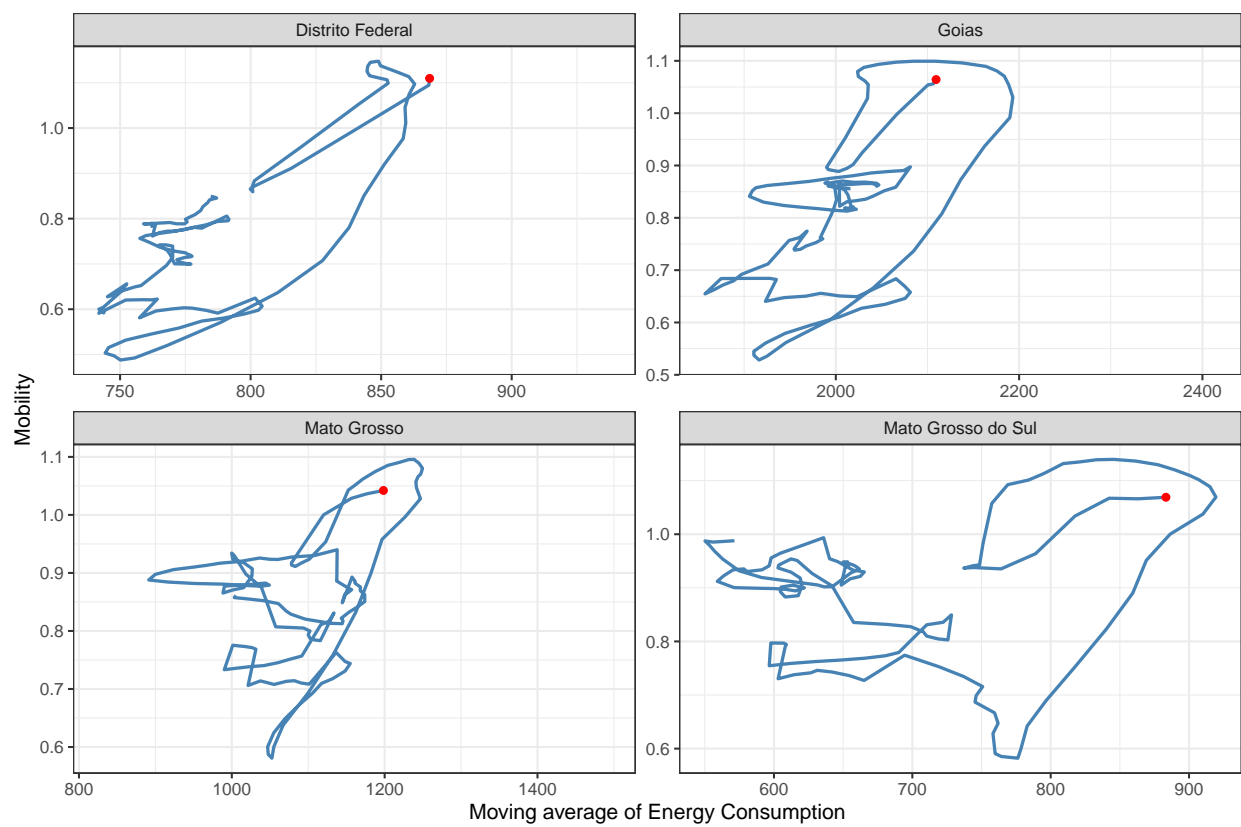 Distrito Federal
Goias
1.0
0.8
0.6
750 800 850 900
1.1
1.0
0.9
0.8
0.7
0.6
0.5
2000 2200 2400
Mobility
Mato Grosso
Mato Grosso do Sul
1.1
1.0
0.9
0.8
0.7
0.6
800 1000 1200 1400
1.0
0.8
0.6
600 700 800 900
Moving average of Energy Consumption